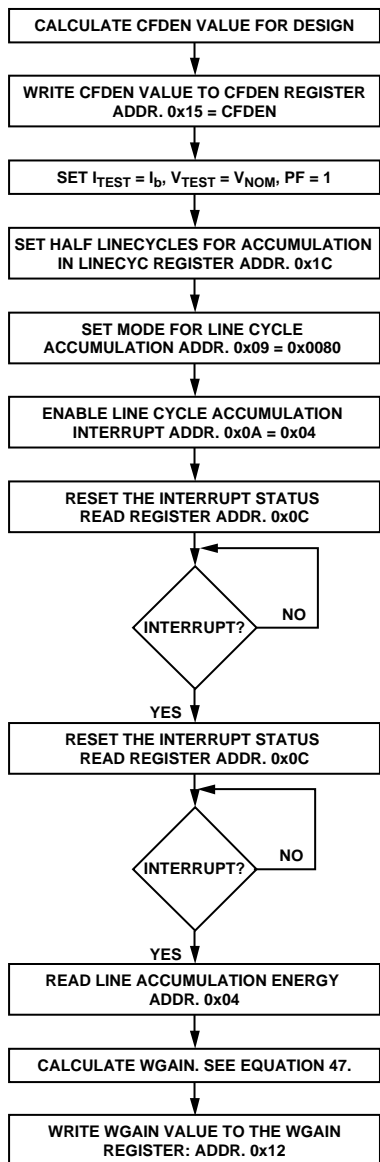 CALCULATE CFDEN VALUE FOR DESIGN
WRITE CFDEN VALUE TO CFDEN REGISTER
ADDR. 0x15 = CFDEN
SET I_TEST = I_b, V_TEST = V_NOM, PF = 1
SET HALF LINECYCLES FOR ACCUMULATION
IN LINECYC REGISTER ADDR. 0x1C
SET MODE FOR LINE CYCLE
ACCUMULATION ADDR. 0x09 = 0x0080
ENABLE LINE CYCLE ACCUMULATION
INTERRUPT ADDR. 0x0A = 0x04
RESET THE INTERRUPT STATUS
READ REGISTER ADDR. 0x0C
INTERRUPT?
NO
YES
RESET THE INTERRUPT STATUS
READ REGISTER ADDR. 0x0C
INTERRUPT?
NO
YES
READ LINE ACCUMULATION ENERGY
ADDR. 0x04
CALCULATE WGAIN. SEE EQUATION 47.
WRITE WGAIN VALUE TO THE WGAIN
REGISTER: ADDR. 0x12